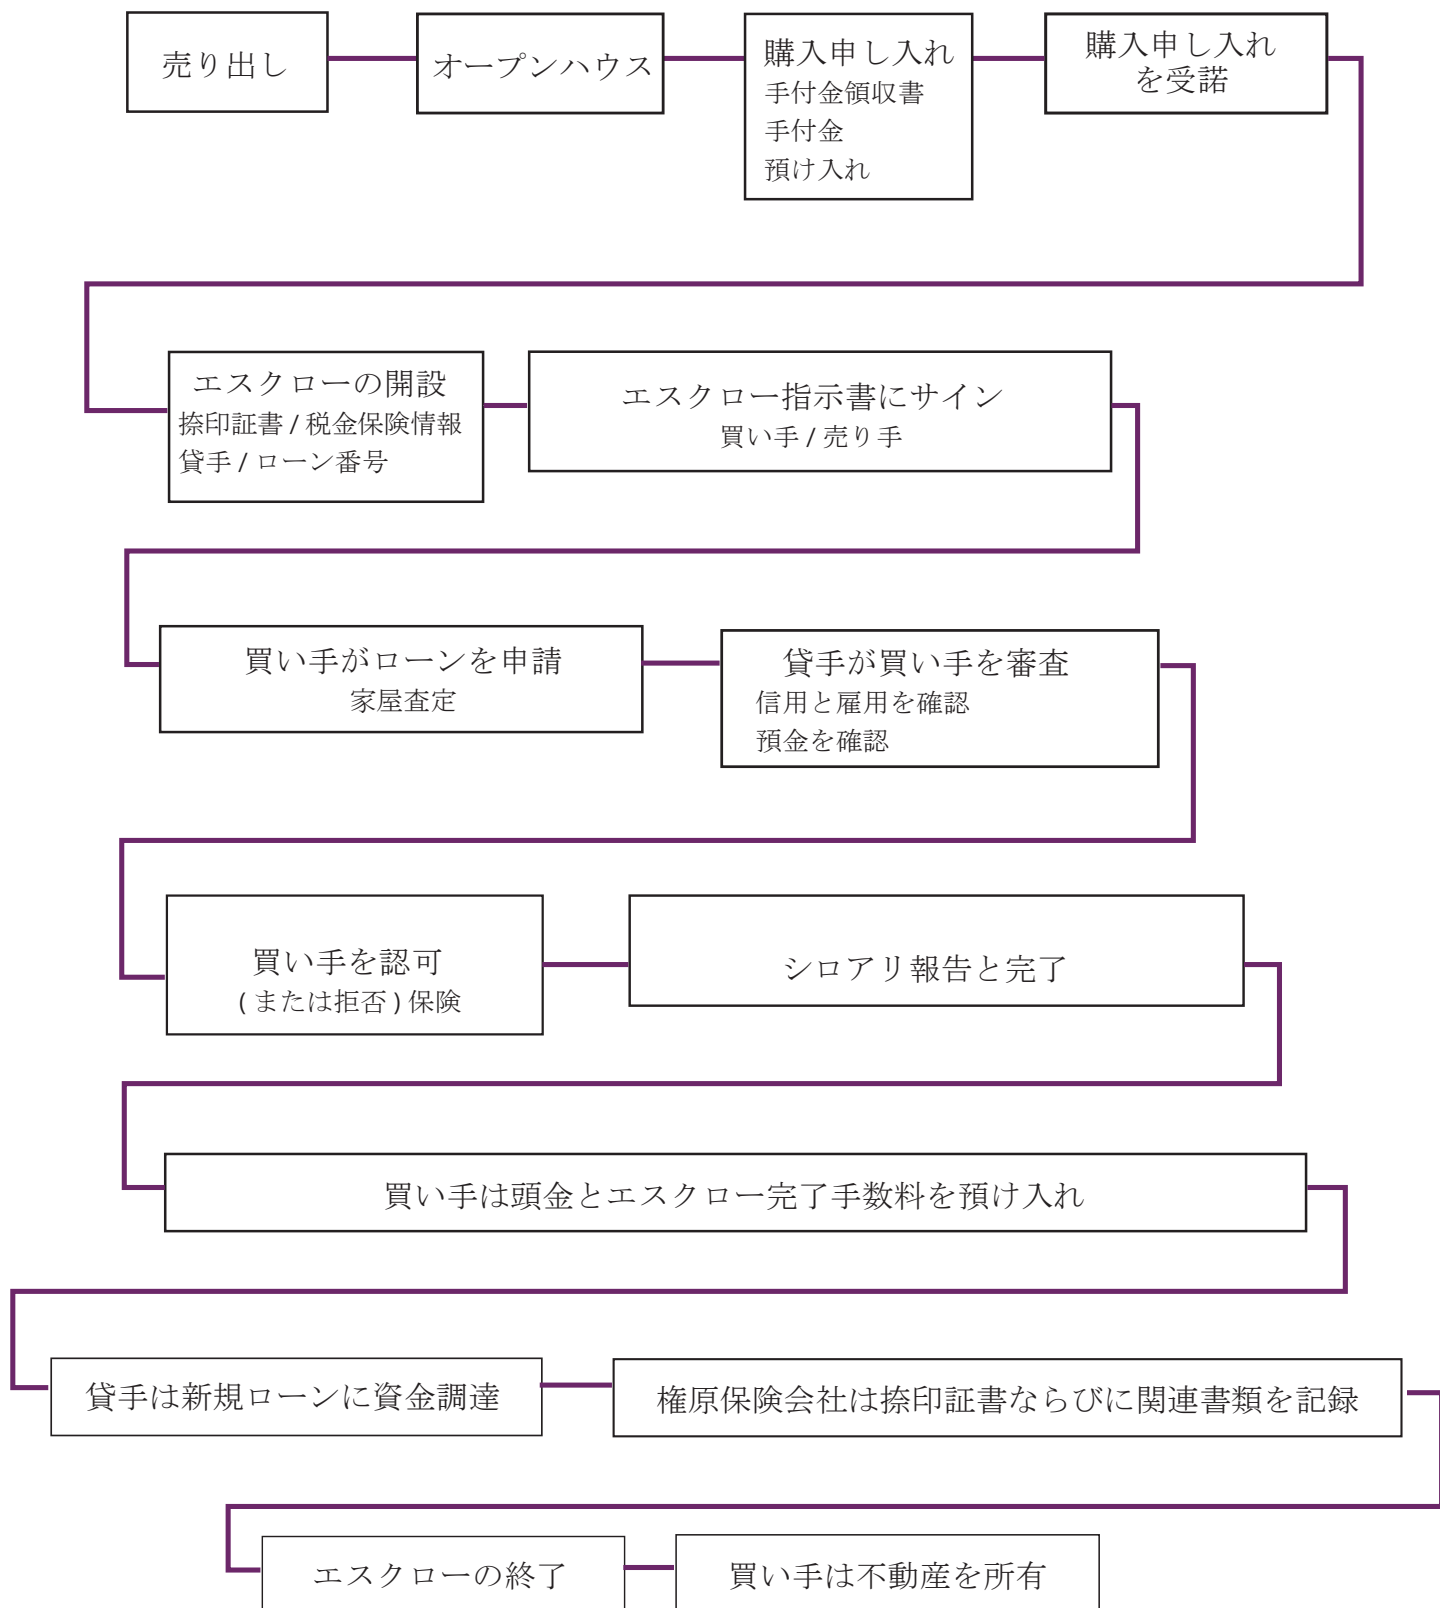 売り出し
オープンハウス
購入申し入れ
手付金領収書
手付金
預け入れ
購入申し入れ
を受諾
エスクローの開設
捺印証書 / 税金保険情報
貸手 / ローン番号
エスクロー指示書にサイン
買い手 / 売り手
買い手がローンを申請
家屋査定
貸手が買い手を審査
信用と雇用を確認
預金を確認
買い手を認可
( または拒否 ) 保険
シロアリ報告と完了
買い手は頭金とエスクロー完了手数料を預け入れ
貸手は新規ローンに資金調達
権原保険会社は捺印証書ならびに関連書類を記録
エスクローの終了
買い手は不動産を所有